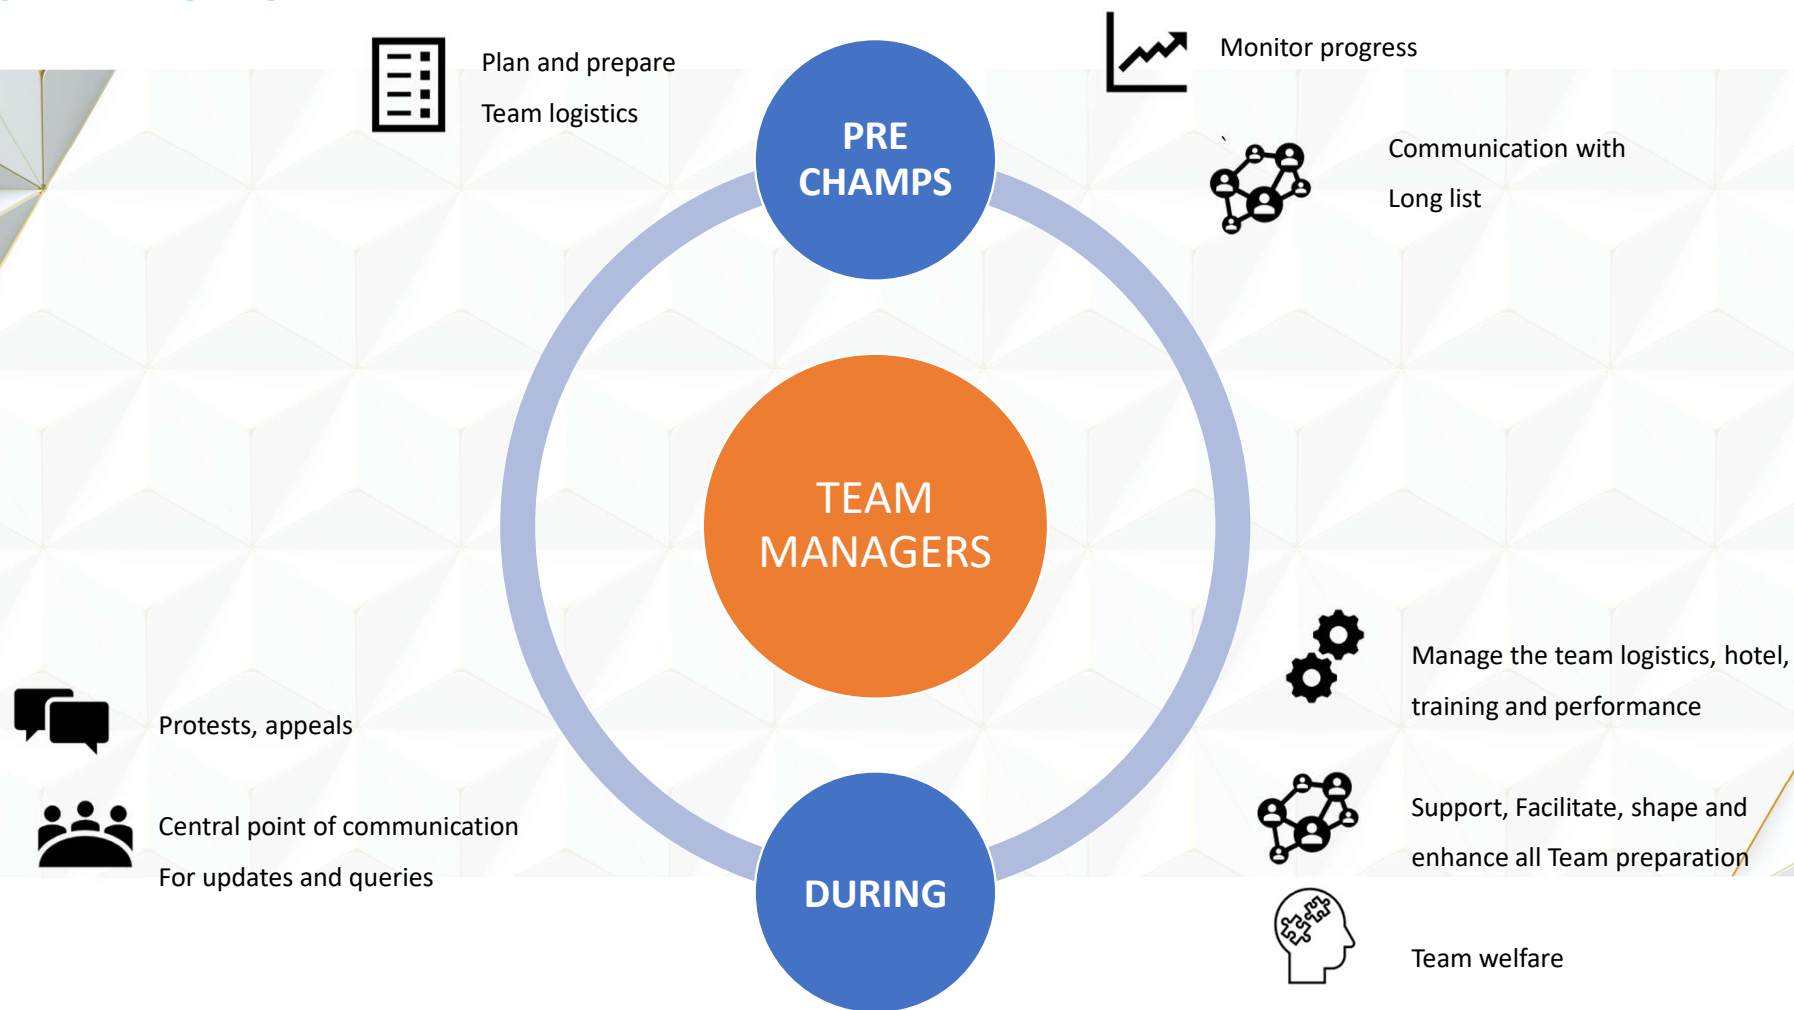 Plan and prepare
Team logistics
PRE
CHAMPS
Monitor progress
`
Communication with
Long list
TEAM
MANAGERS
Protests, appeals
Central point of communication
For updates and queries
DURING
Manage the team logistics, hotel,
training and performance
Support, Facilitate, shape and
enhance all Team preparation
Team welfare